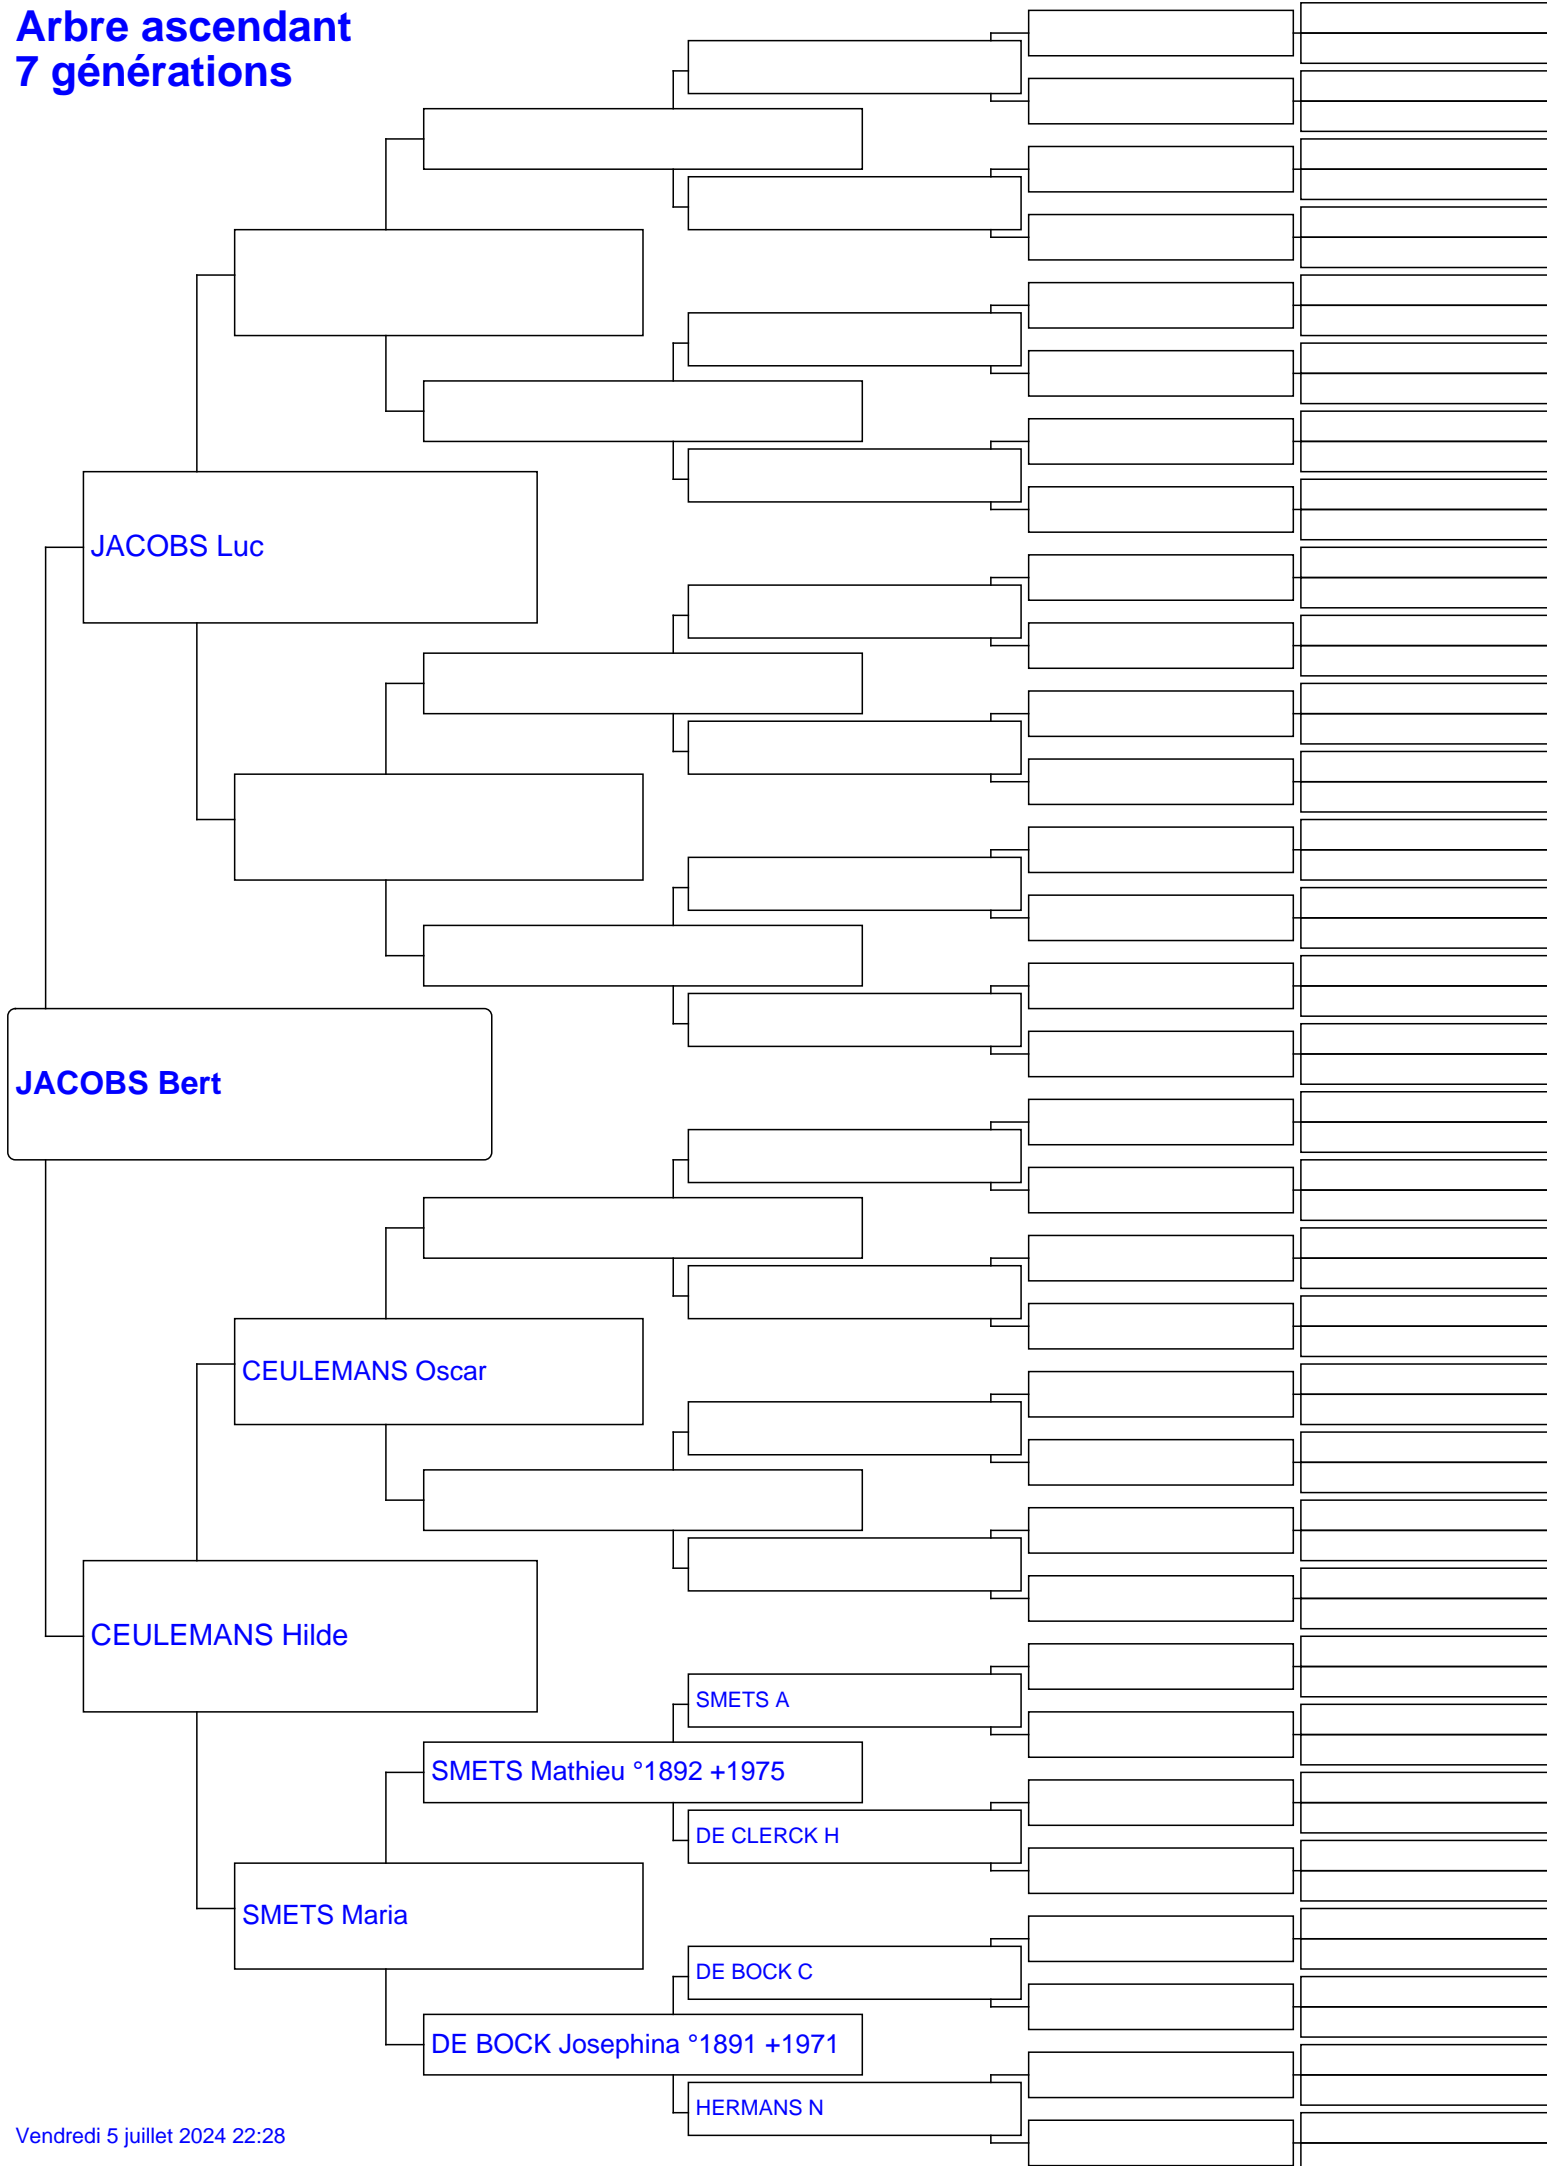 Arbre ascendant
7 générations
JACOBS Luc
JACOBS Bert
CEULEMANS Oscar
CEULEMANS Hilde
SMETS A
SMETS Mathieu °1892 +1975
DE CLERCK H
SMETS Maria
DE BOCK C
DE BOCK Josephina °1891 +1971
HERMANS N
Vendredi 5 juillet 2024 22:28